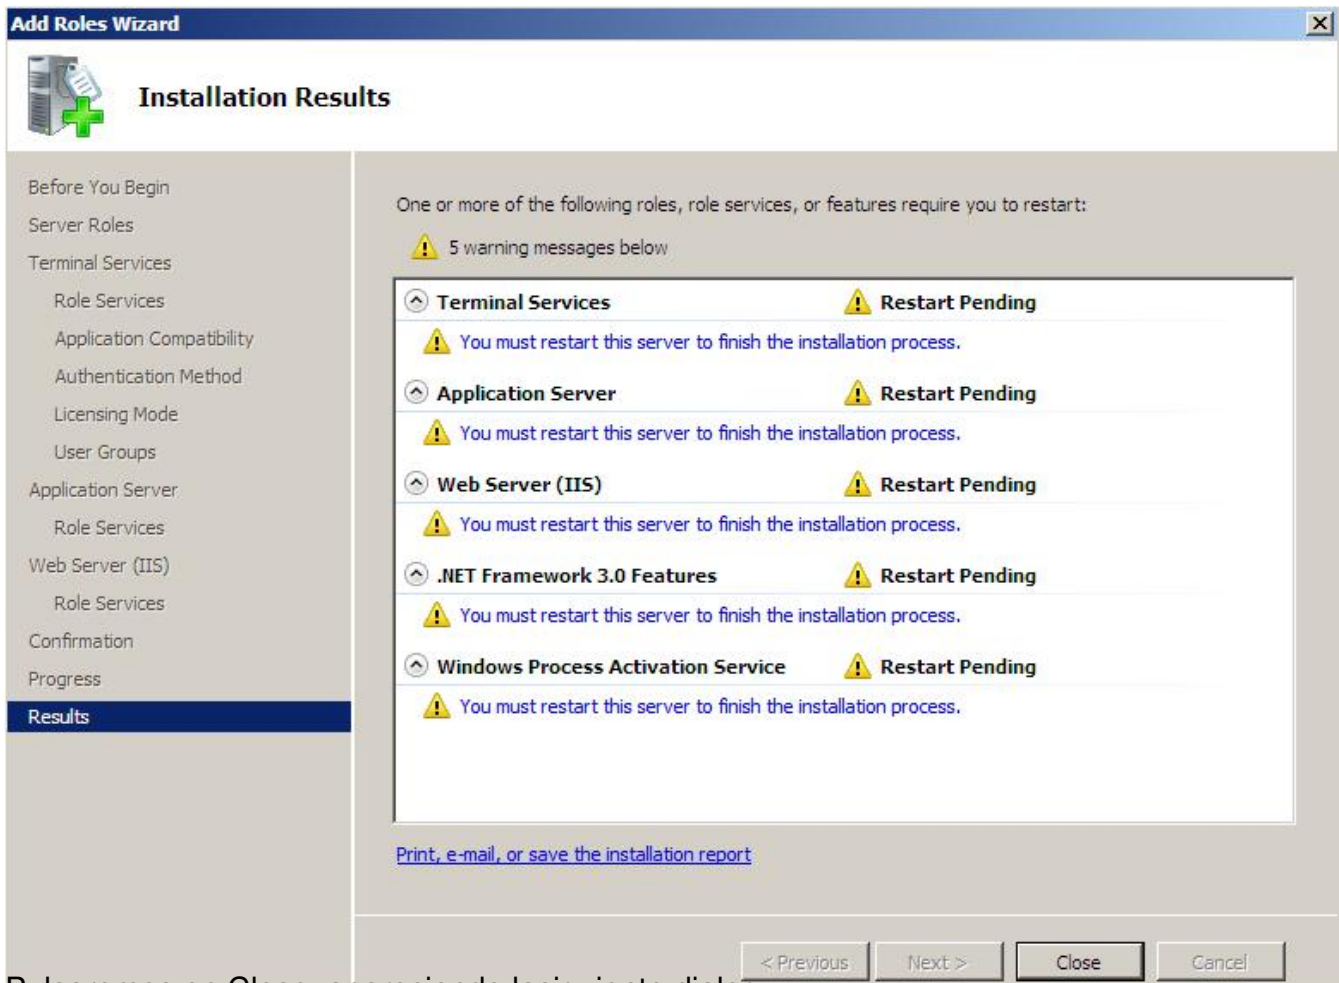 Add Roles Wizard
Installation Results
Before You Begin
Server Roles
Terminal Services
Role Services
Application Compatibility
Authentication Method
Licensing Mode
User Groups
Application Server
Role Services
Web Server (IIS)
Role Services
Confirmation
Progress
Results
One or more of the following roles, role services, or features require you to restart:
5 warning messages below
Terminal Services Restart Pending
You must restart this server to finish the installation process.
Application Server Restart Pending
You must restart this server to finish the installation process.
Web Server (IIS) Restart Pending
You must restart this server to finish the installation process.
.NET Framework 3.0 Features Restart Pending
You must restart this server to finish the installation process.
Windows Process Activation Service Restart Pending
You must restart this server to finish the installation process.
Print, e-mail, or save the installation report
< Previous Next > Close Cancel